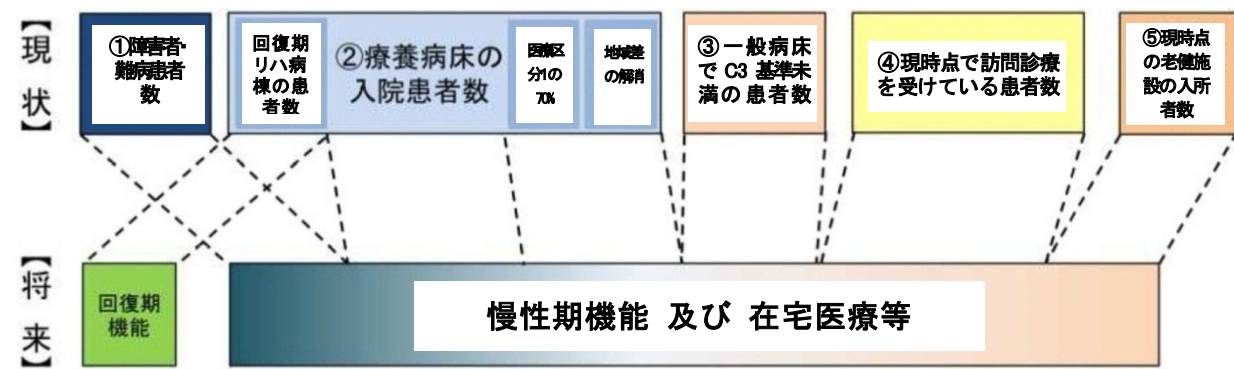 【現状】
①障害者・
難病患者
数
回復期
リハ病
棟の患
者数
②療養病床の
入院患者数
医療区
分1の
70%
地域差
の解消
③一般病床
で C3 基準未
満の患者数
④現時点で訪問診療
を受けている患者数
⑤現時点
の老健施
設の入所
者数
【将来】
回復期
機能
慢性期機能 及び 在宅医療等